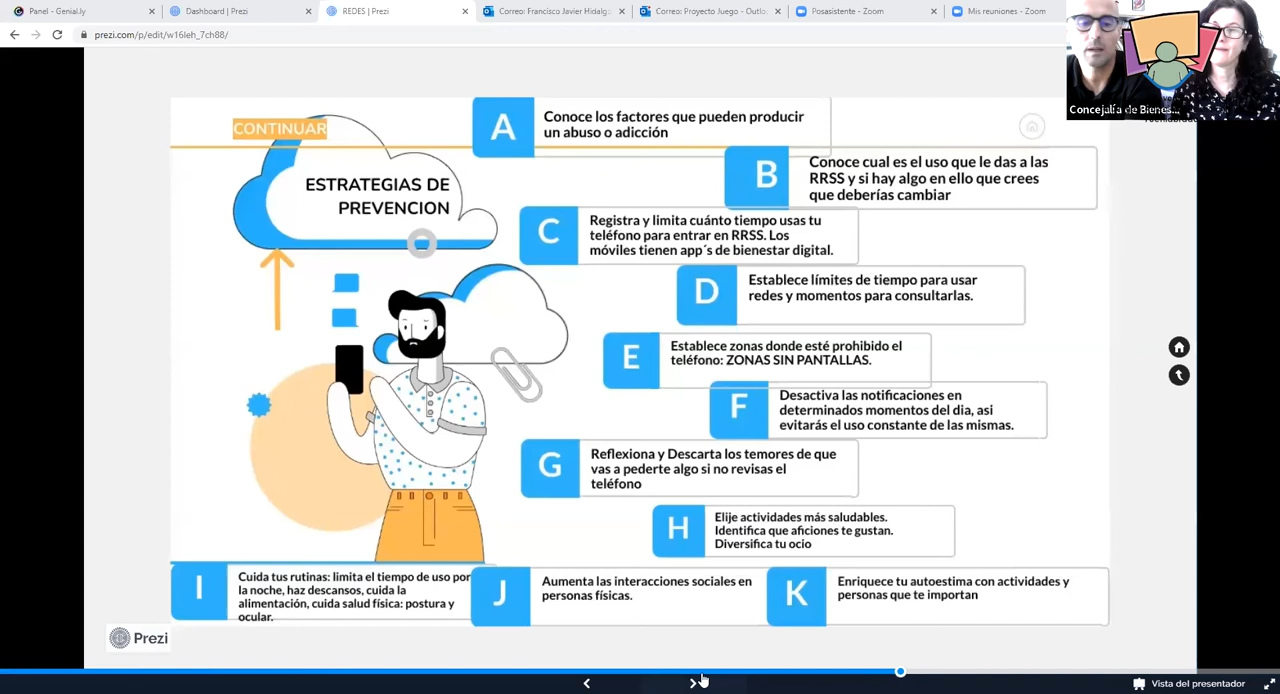 Panel - Genial.ly
Dashboard | Prezi
REDES | Prezi
Correo: Francisco Javier Hidalg
Correo: Proyecto Juego - Outlo
Posasistente - Zoom
Mis reuniones - Zoom
prezi.com/p/edit/w16leh_7ch88/
Concejalía de Bienes...
CONTINUAR
ESTRATEGIAS DE
PREVENCION
A
Conoce los factores que pueden producir
un abuso o adicción
B
Conoce cual es el uso que le das a las
RRSS y si hay algo en ello que crees
que deberías cambiar
C
Registra y limita cuánto tiempo usas tu
teléfono para entrar en RRSS. Los
móviles tienen app´s de bienestar digital.
D
Establece límites de tiempo para usar
redes y momentos para consultarlas.
E
Establece zonas donde esté prohibido el
teléfono: ZONAS SIN PANTALLAS.
F
Desactiva las notificaciones en
determinados momentos del dia, asi
evitarás el uso constante de las mismas.
G
Reflexiona y Descarta los temores de que
vas a pederte algo si no revisas el
teléfono
H
Elije actividades más saludables.
Identifica que aficiones te gustan.
Diversifica tu ocio
I
Cuida tus rutinas: limita el tiempo de uso por
la noche, haz descansos, cuida la
alimentación, cuida salud física: postura y
ocular.
J
Aumenta las interacciones sociales en
personas físicas.
K
Enriquece tu autoestima con actividades y
personas que te importan
Prezi
Vista del presentador